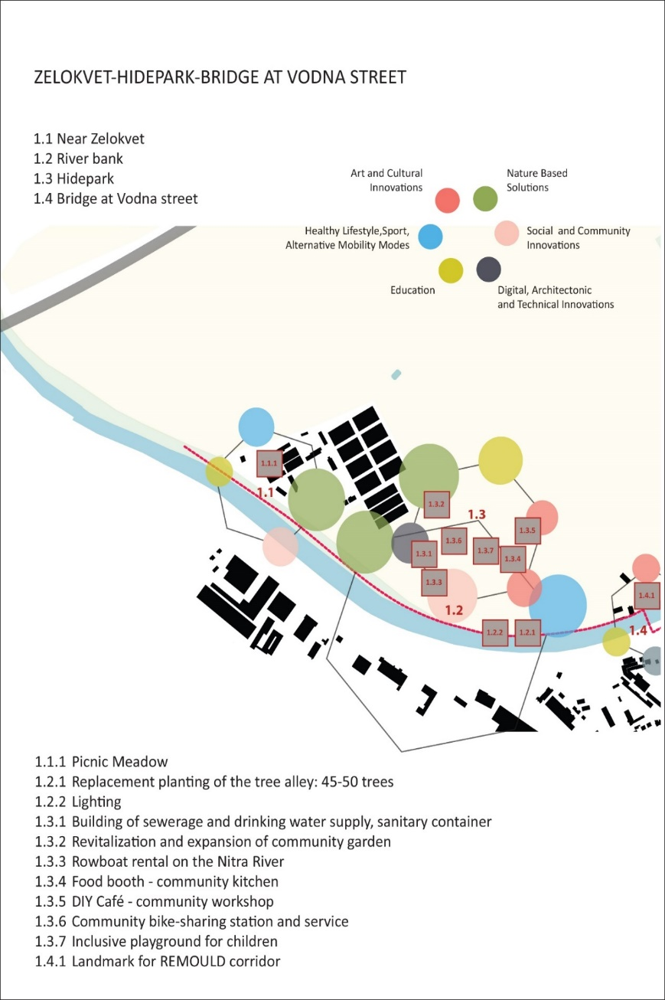 ZELOKVET-HIDEPARK-BRIDGE AT VODNA STREET
1.1 Near Zelokvet
1.2 River bank
1.3 Hidepark
1.4 Bridge at Vodna street
Art and Cultural
Innovations
Nature Based
Solutions
Healthy Lifestyle,Sport,
Alternative Mobility Modes
Social and Community
Innovations
Education
Digital, Architectonic
and Technical Innovations
1.1.1
1.1
1.3.2
1.3
1.3.5
1.3.6
1.3.7
1.3.1
1.3.4
1.3.3
1.4.1
1.2
1.2.2
1.2.1
1.4
1.1.1 Picnic Meadow
1.2.1 Replacement planting of the tree alley: 45-50 trees
1.2.2 Lighting
1.3.1 Building of sewerage and drinking water supply, sanitary container
1.3.2 Revitalization and expansion of community garden
1.3.3 Rowboat rental on the Nitra River
1.3.4 Food booth - community kitchen
1.3.5 DIY Café - community workshop
1.3.6 Community bike-sharing station and service
1.3.7 Inclusive playground for children
1.4.1 Landmark for REMOULD corridor